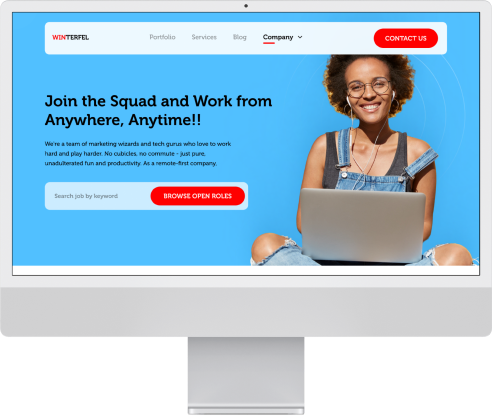 WINTERFEL
Portfolio Services Blog Company
CONTACT US
Join the Squad and Work from
Anywhere, Anytime!!
We're a team of marketing wizards and tech gurus who love to work
hard and play harder. No cubicles, no commute - just pure,
unadulterated fun and productivity. As a remote-first company,
Search job by keyword
BROWSE OPEN ROLES